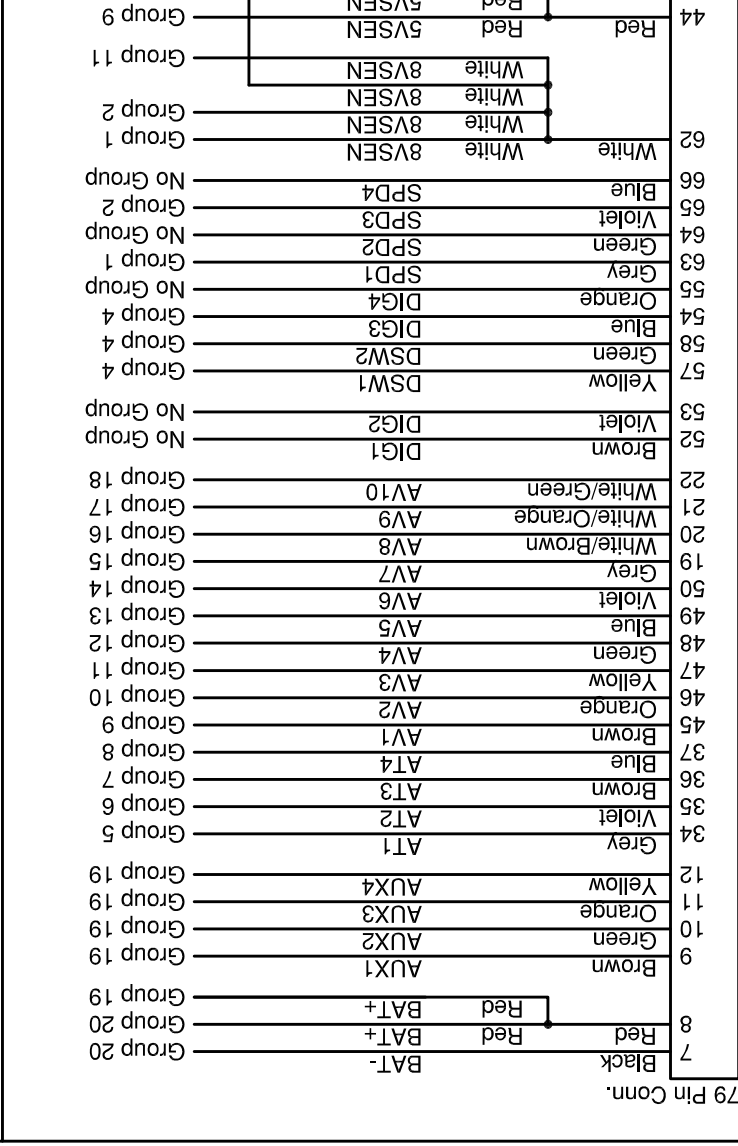 79 Pin Conn.
7 Black BAT- Group 20
8 Red Red BAT+ Group 20
Red BAT+ Group 19
9 Brown AUX1 Group 19
10 Green AUX2 Group 19
11 Orange AUX3 Group 19
12 Yellow AUX4 Group 19
34 Grey AT1 Group 5
35 Violet AT2 Group 6
36 Brown AT3 Group 7
37 Blue AT4 Group 8
45 Brown AV1 Group 9
46 Orange AV2 Group 10
47 Yellow AV3 Group 11
48 Green AV4 Group 12
49 Blue AV5 Group 13
50 Violet AV6 Group 14
19 Grey AV7 Group 15
20 White/Brown AV8 Group 16
21 White/Orange AV9 Group 17
22 White/Green AV10 Group 18
52 Brown DIG1 No Group
53 Violet DIG2 No Group
57 Yellow DSW1 Group 4
58 Green DSW2 Group 4
54 Blue DIG3 Group 4
55 Orange DIG4 No Group
63 Grey SPD1 Group 1
64 Green SPD2 No Group
65 Violet SPD3 Group 2
66 Blue SPD4 No Group
62 White White 8VSEN Group 1
White 8VSEN Group 2
White 8VSEN
White 8VSEN Group 11
44 Red Red 5VSEN Group 9
Red 5VSEN